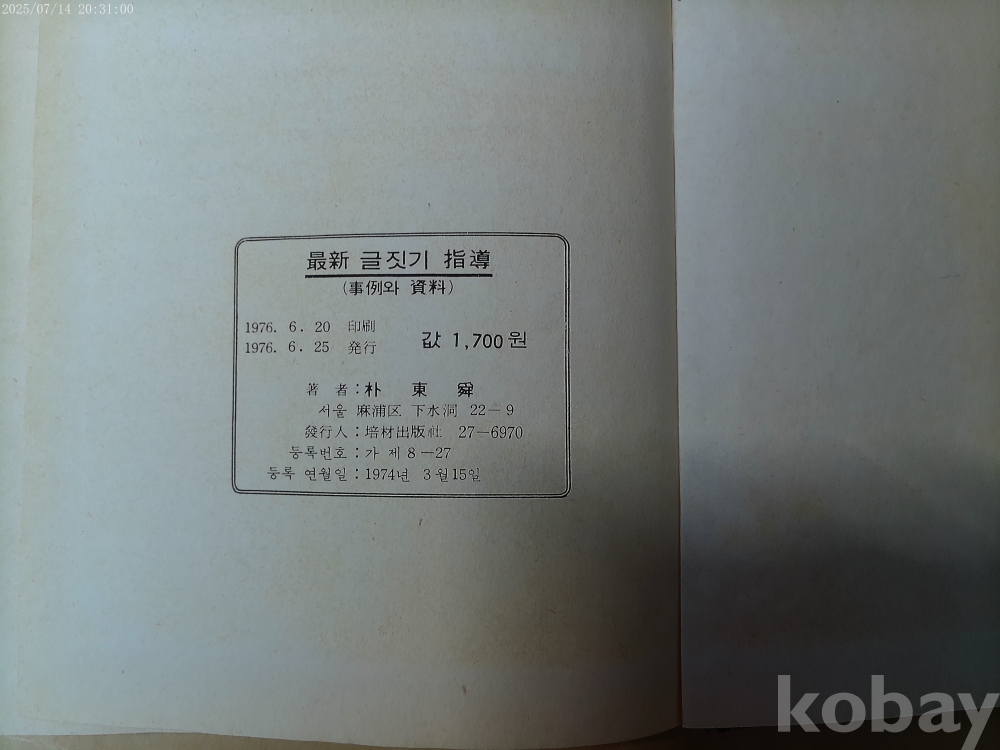 2025/07/14 20:31:00
最新 글짓기 指導
(事例와 資料)
1976. 6. 20 印刷
1976. 6. 25 発行
값 1,700원
著 者 : 朴 東 舜
서울 麻浦区 下水洞 22-9
發行人 : 培材出版社 27-6970
등록번호 : 가 제 8-27
등록 연월일 : 1974년 3월15일
kobay